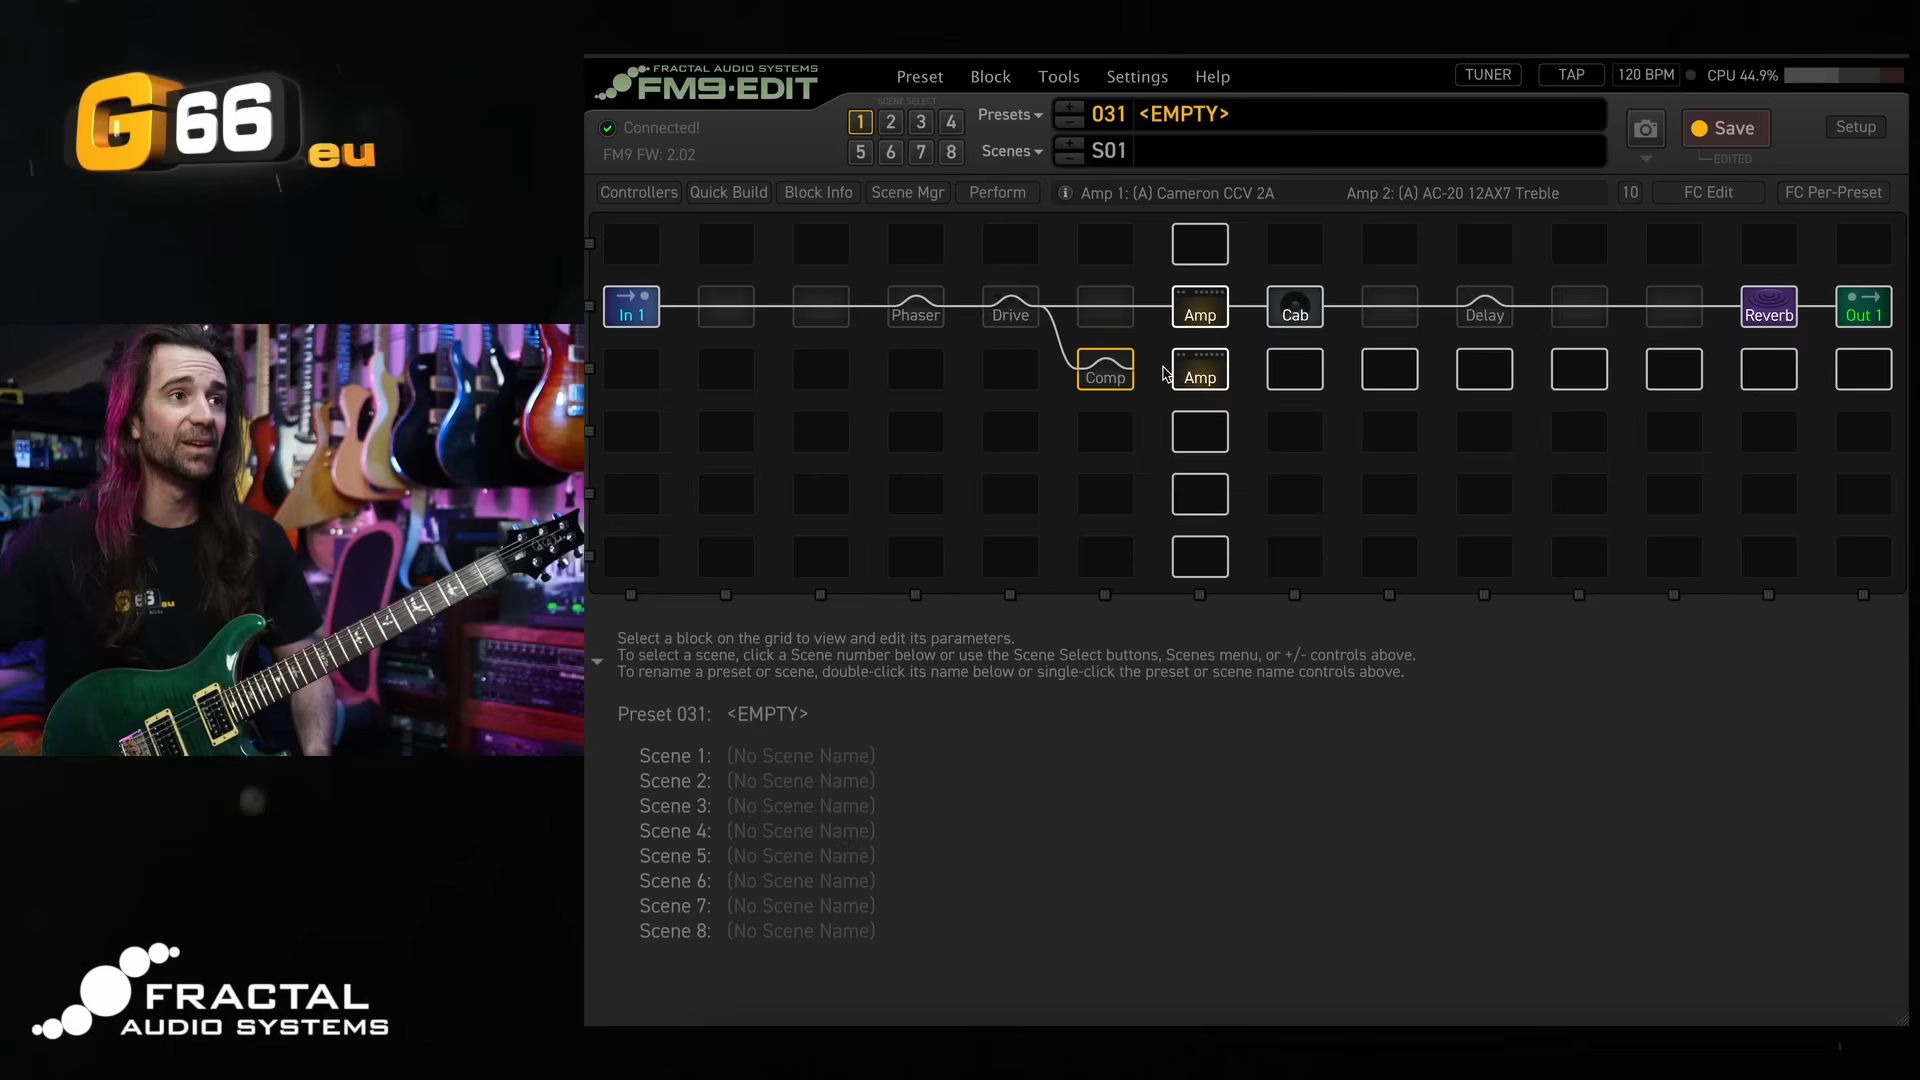 G66.eu
FRACTAL AUDIO SYSTEMS
FM9·EDIT
Preset
Block
Tools
Settings
Help
TUNER
TAP
120 BPM
CPU 44.9%
Connected!
FM9 FW: 2.02
SCENE SELECT
1 2 3 4
5 6 7 8
Presets
Scenes
+
−
031 <EMPTY>
+
−
S01
Save
EDITED
Setup
Controllers
Quick Build
Block Info
Scene Mgr
Perform
Amp 1: (A) Cameron CCV 2A
Amp 2: (A) AC-20 12AX7 Treble
10
FC Edit
FC Per-Preset
In 1
Phaser
Drive
Amp
Cab
Delay
Reverb
Out 1
Comp
Amp
Select a block on the grid to view and edit its parameters.
To select a scene, click a Scene number below or use the Scene Select buttons, Scenes menu, or +/- controls above.
To rename a preset or scene, double-click its name below or single-click the preset or scene name controls above.
Preset 031: <EMPTY>
Scene 1: (No Scene Name)
Scene 2: (No Scene Name)
Scene 3: (No Scene Name)
Scene 4: (No Scene Name)
Scene 5: (No Scene Name)
Scene 6: (No Scene Name)
Scene 7: (No Scene Name)
Scene 8: (No Scene Name)
FRACTAL
AUDIO SYSTEMS